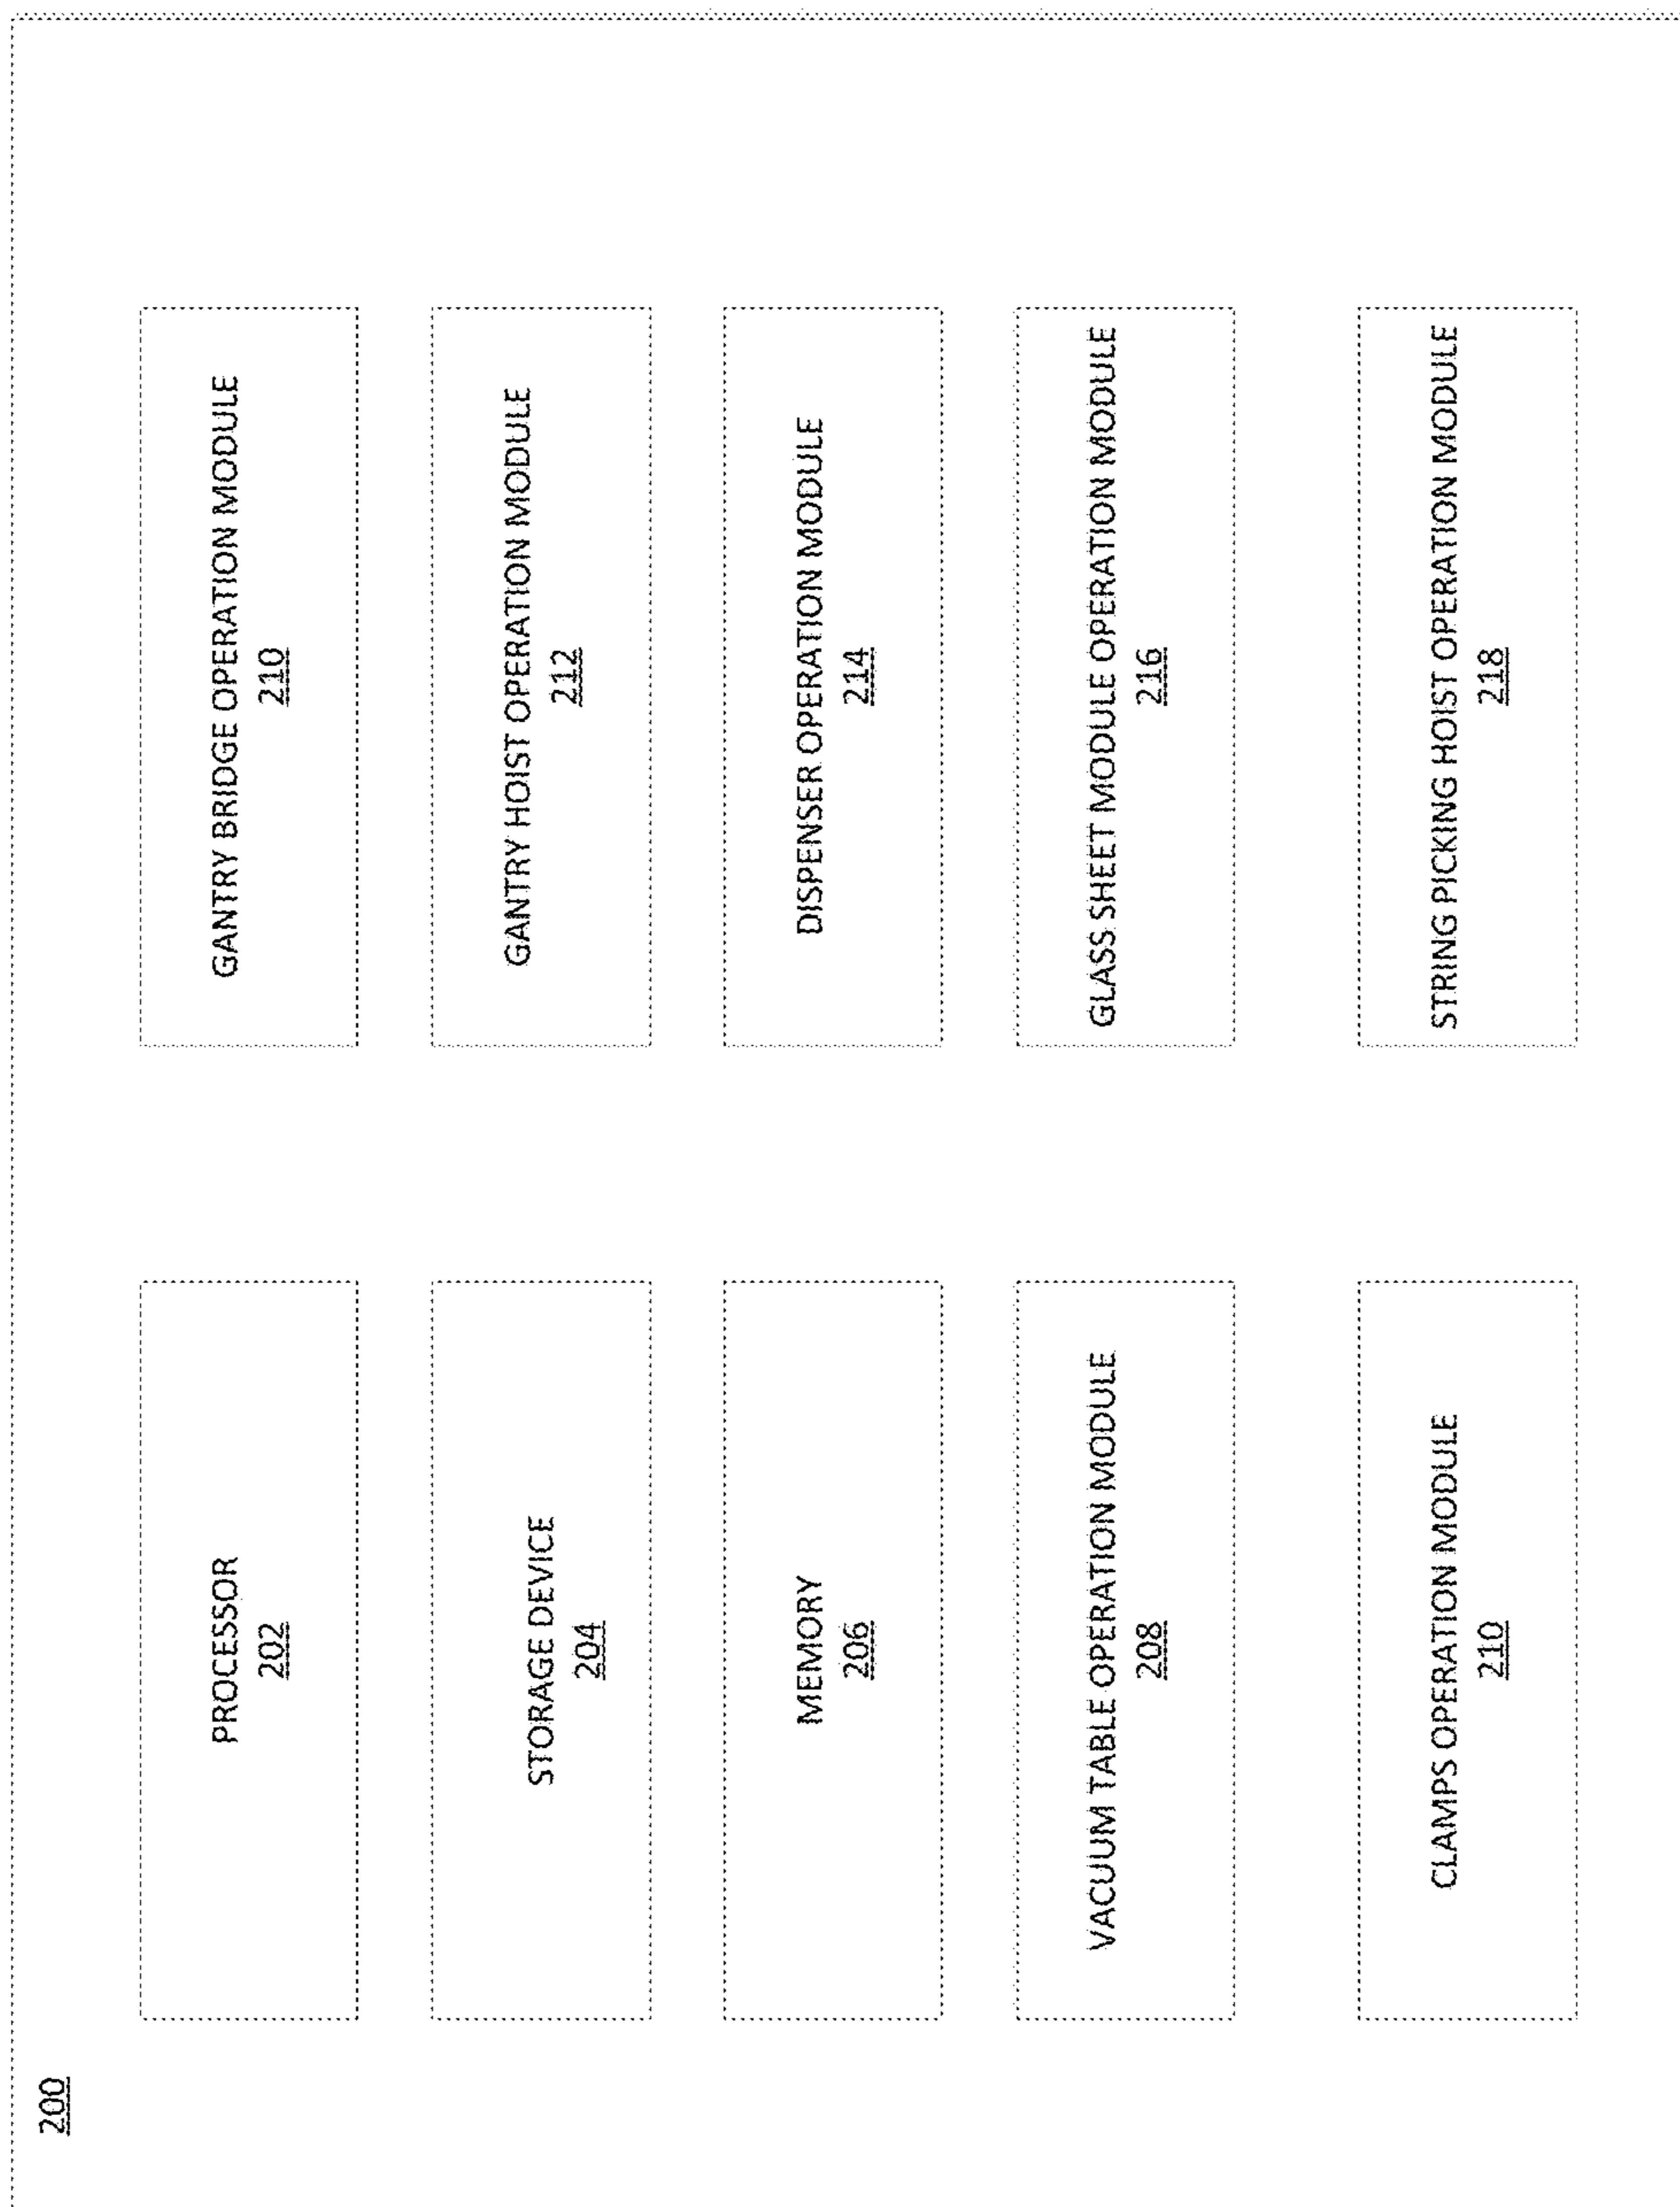 200
PROCESSOR
202
STORAGE DEVICE
204
MEMORY
206
VACUUM TABLE OPERATION MODULE
208
CLAMPS OPERATION MODULE
210
GANTRY BRIDGE OPERATION MODULE
210
GANTRY HOIST OPERATION MODULE
212
DISPENSER OPERATION MODULE
214
GLASS SHEET MODULE OPERATION MODULE
216
STRING PICKING HOIST OPERATION MODULE
218